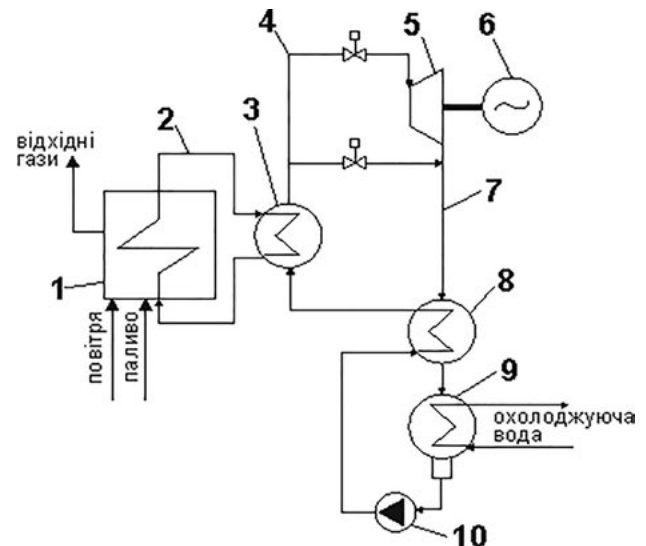 4
5
6
2
3
відхідні
гази
7
1
8
повітря
паливо
9
охолоджуюча
вода
10